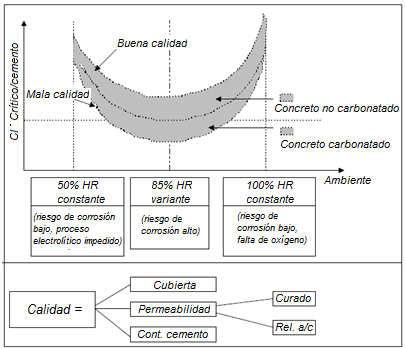 Cl⁻ Crítico/cemento
Buena calidad
Mala calidad
Concreto no carbonatado
Concreto carbonatado
Ambiente
50% HR
constante
(riesgo de corrosión
bajo, proceso
electrolítico impedido)
85% HR
variante
(riesgo de
corrosión alto)
100% HR
constante
(riesgo de
corrosión bajo,
falta de oxígeno)
Calidad =
Cubierta
Permeabilidad
Cont. cemento
Curado
Rel. a/c